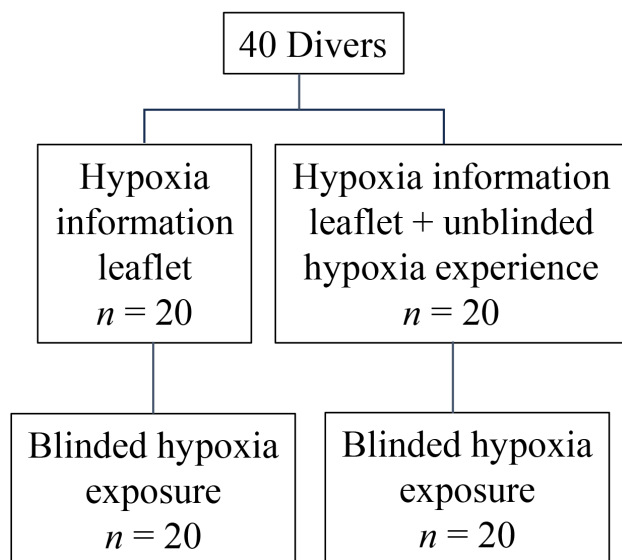 40 Divers
Hypoxia
information
leaflet
n = 20
Hypoxia information
leaflet + unblinded
hypoxia experience
n = 20
Blinded hypoxia
exposure
n = 20
Blinded hypoxia
exposure
n = 20